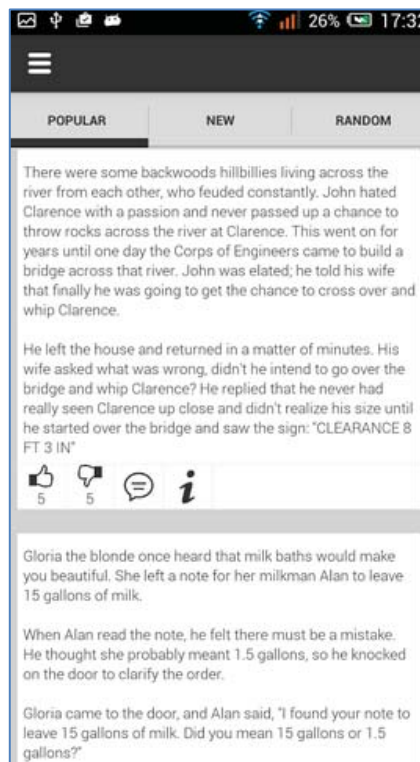 26% 17:32
POPULAR NEW RANDOM
There were some backwoods hillbillies living across the
river from each other, who feuded constantly. John hated
Clarence with a passion and never passed up a chance to
throw rocks across the river at Clarence. This went on for
years until one day the Corps of Engineers came to build a
bridge across that river. John was elated; he told his wife
that finally he was going to get the chance to cross over and
whip Clarence.
He left the house and returned in a matter of minutes. His
wife asked what was wrong, didn't he intend to go over the
bridge and whip Clarence? He replied that he never had
really seen Clarence up close and didn't realize his size until
he started over the bridge and saw the sign: "CLEARANCE 8
FT 3 IN"
5 5
Gloria the blonde once heard that milk baths would make
you beautiful. She left a note for her milkman Alan to leave
15 gallons of milk.
When Alan read the note, he felt there must be a mistake.
He thought she probably meant 1.5 gallons, so he knocked
on the door to clarify the order.
Gloria came to the door, and Alan said, "I found your note to
leave 15 gallons of milk. Did you mean 15 gallons or 1.5
gallons?"